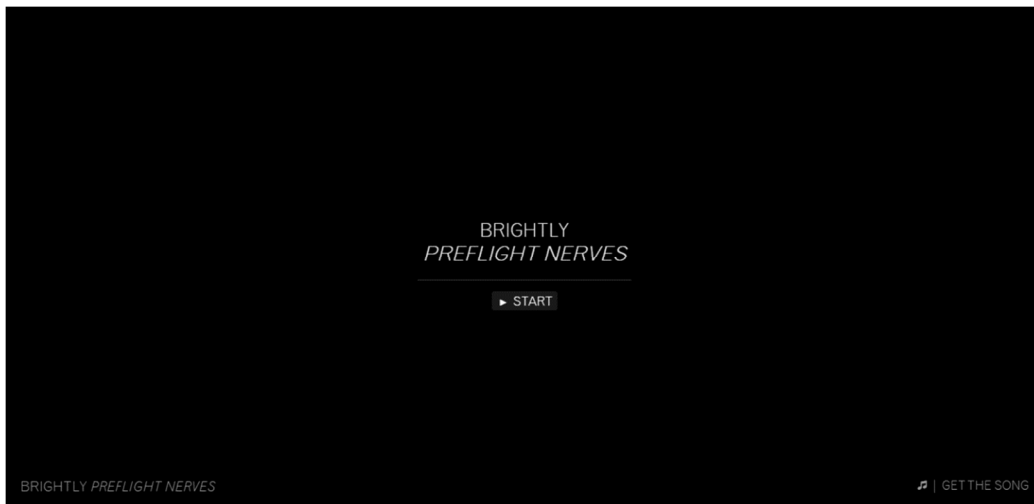 BRIGHTLY
PREFLIGHT NERVES
► START
BRIGHTLY PREFLIGHT NERVES
♫ | GET THE SONG